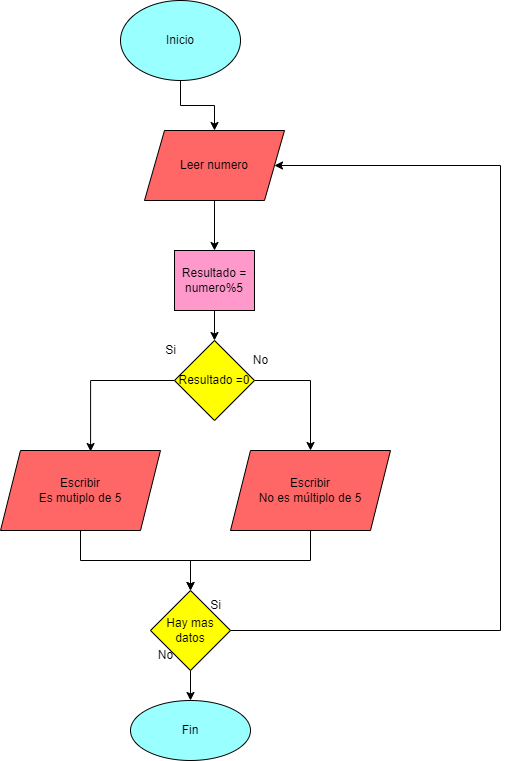 Inicio
Leer numero
Resultado =
numero%5
Si
No
Resultado =0
Escribir
Es mutiplo de 5
Escribir
No es múltiplo de 5
Si
Hay mas
datos
No
Fin